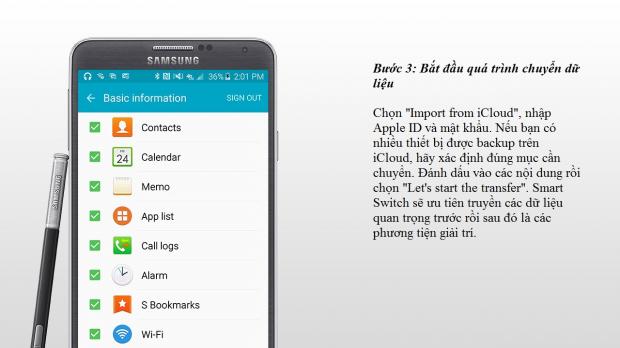 SAMSUNG
36% 2:01 PM
Basic information
SIGN OUT
Contacts
24
Calendar
Memo
App list
Call logs
Alarm
S Bookmarks
Wi-Fi
SAMSUNG
Bước 3: Bắt đầu quá trình chuyển dữ
liệu
Chọn "Import from iCloud", nhập
Apple ID và mật khẩu. Nếu bạn có
nhiều thiết bị được backup trên
iCloud, hãy xác định đúng mục cần
chuyển. Đánh dấu vào các nội dung rồi
chọn "Let's start the transfer". Smart
Switch sẽ ưu tiên truyền các dữ liệu
quan trọng trước rồi sau đó là các
phương tiện giải trí.